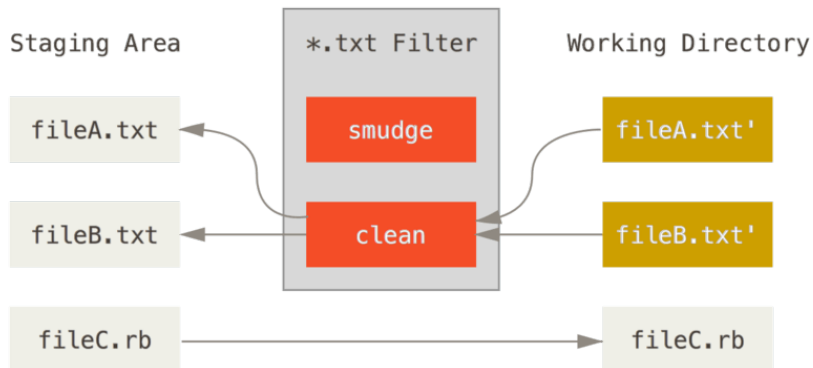 Staging Area
*.txt Filter
Working Directory
fileA.txt
smudge
fileA.txt'
fileB.txt
clean
fileB.txt'
fileC.rb
fileC.rb